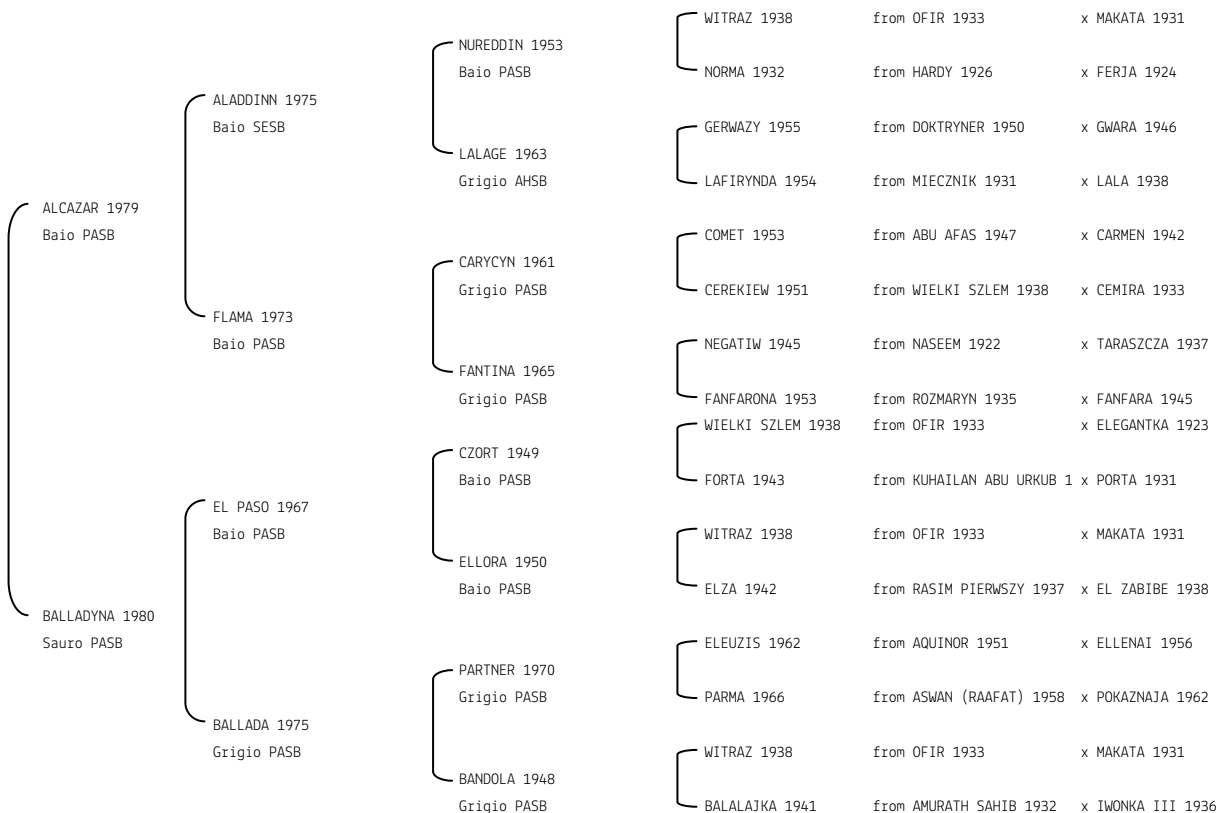 WITRAZ 1938 from OFIR 1933 x MAKATA 1931
NUREDDIN 1953
Baio PASB
NORMA 1932 from HARDY 1926 x FERJA 1924
ALADDINN 1975
Baio SESB
GERWAZY 1955 from DOKTRYNER 1950 x GWARA 1946
LALAGE 1963
Grigio AHSB
LAFIRYNDA 1954 from MIECZNIK 1931 x LALA 1938
ALCAZAR 1979
Baio PASB
COMET 1953 from ABU AFAS 1947 x CARMEN 1942
CARYCYN 1961
Grigio PASB
CEREKIEW 1951 from WIELKI SZLEM 1938 x CEMIRA 1933
FLAMA 1973
Baio PASB
NEGATIW 1945 from NASEEM 1922 x TARASZCZA 1937
FANTINA 1965
Grigio PASB
FANFARONA 1953 from ROZMARYN 1935 x FANFARA 1945
WIELKI SZLEM 1938 from OFIR 1933 x ELEGANTKA 1923
CZORT 1949
Baio PASB
FORTA 1943 from KUHAILAN ABU URKUB 1 x PORTA 1931
EL PASO 1967
Baio PASB
WITRAZ 1938 from OFIR 1933 x MAKATA 1931
ELLORA 1950
Baio PASB
ELZA 1942 from RASIM PIERWSZY 1937 x EL ZABIBE 1938
BALLADYNA 1980
Sauro PASB
ELEUZIS 1962 from AQUINOR 1951 x ELLENAI 1956
PARTNER 1970
Grigio PASB
PARMA 1966 from ASWAN (RAAFAT) 1958 x POKAZNAJA 1962
BALLADA 1975
Grigio PASB
WITRAZ 1938 from OFIR 1933 x MAKATA 1931
BANDOLA 1948
Grigio PASB
BALALAJKA 1941 from AMURATH SAHIB 1932 x IWONKA III 1936